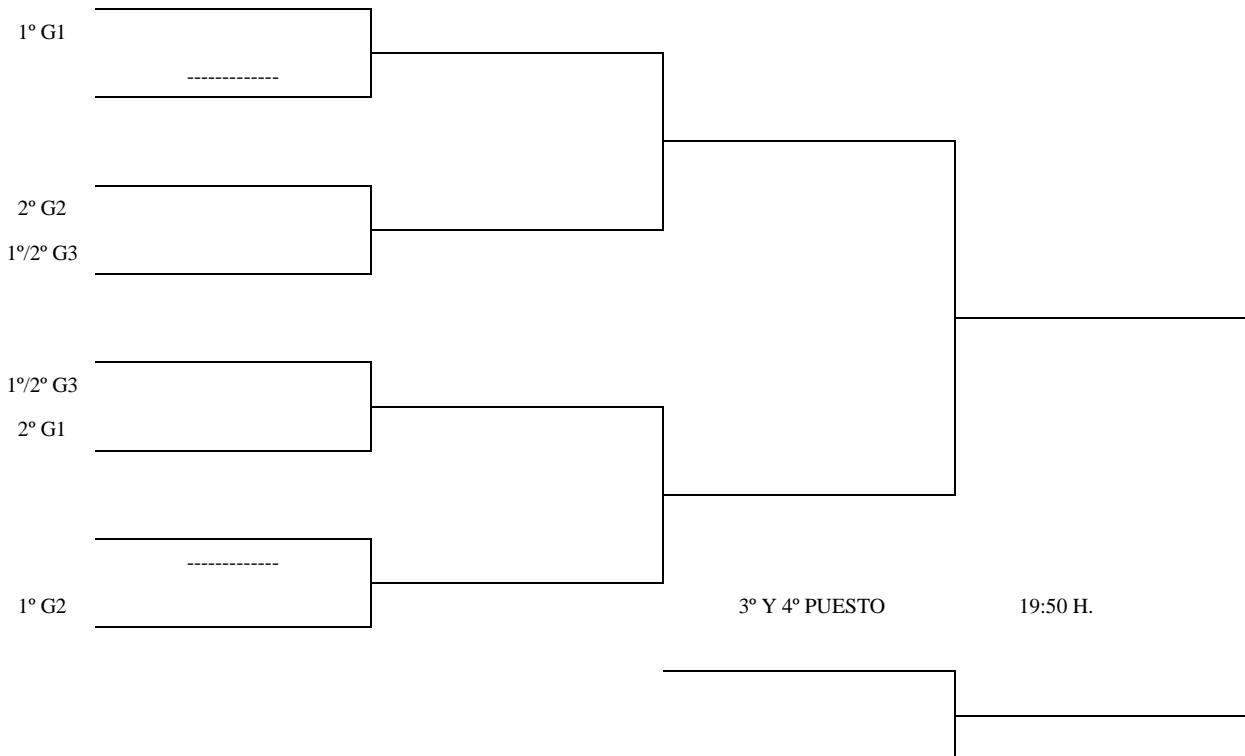 1º G1
-------------
2º G2
1º/2º G3
1º/2º G3
2º G1
-------------
1º G2
3º Y 4º PUESTO 19:50 H.